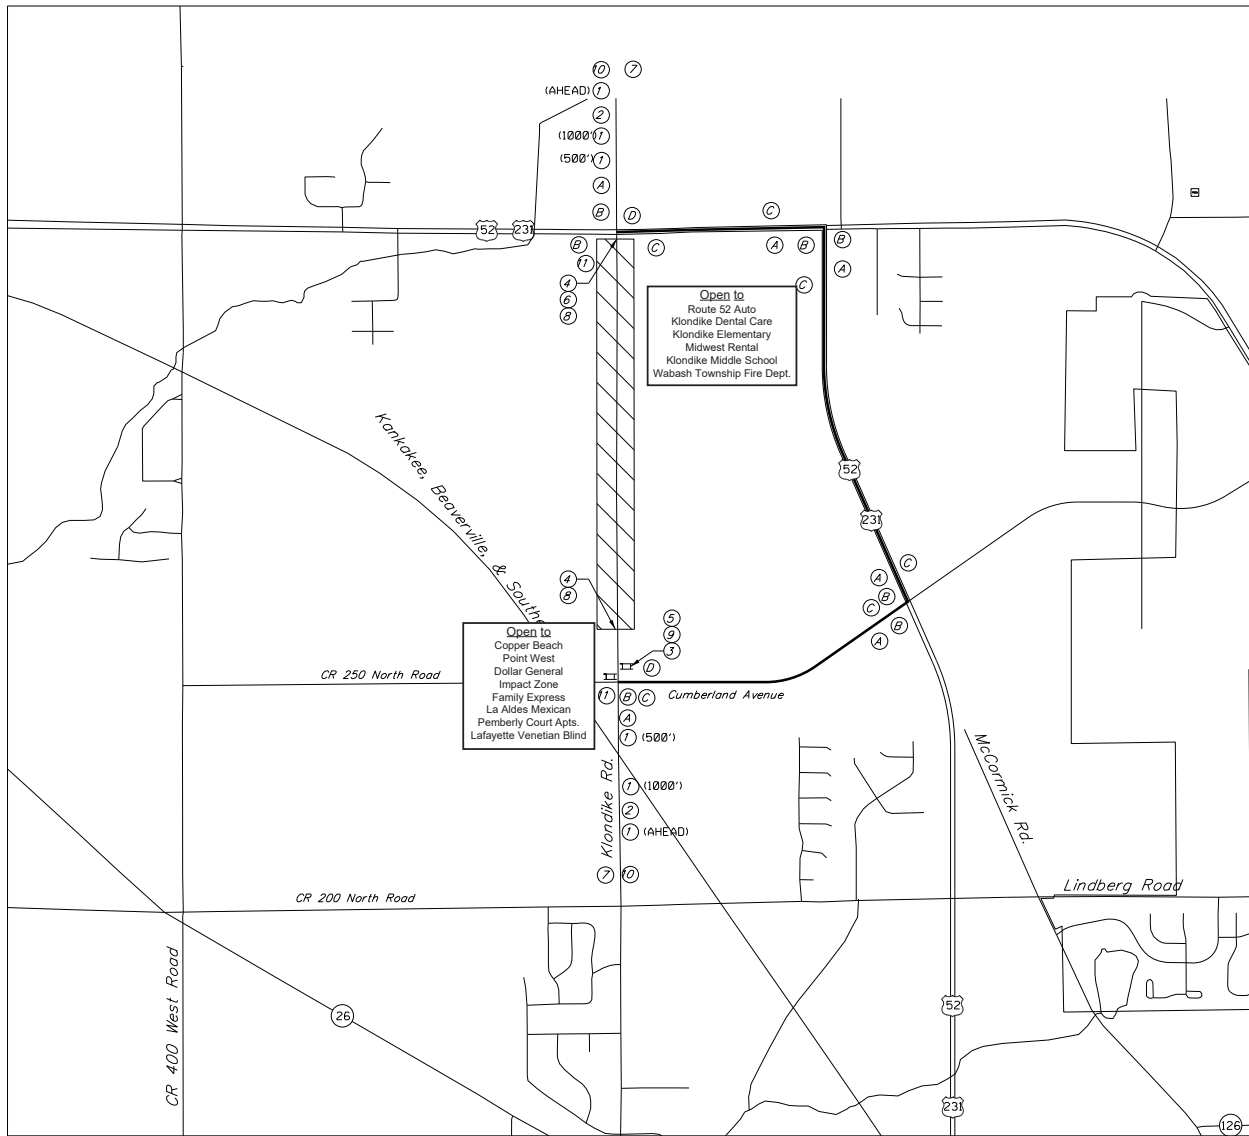 10 7
(AHEAD) 1
2
(1000') 1
(500') 1
A
B D
C
52 231
B
11
C
A B
B
A
4
6
8
C
Open to
Route 52 Auto
Klondike Dental Care
Klondike Elementary
Midwest Rental
Klondike Middle School
Wabash Township Fire Dept.
Kankakee, Beaverville, & Southe
52
231
C
A
B
C
B
A
4
8
5
9
3
D
Open to
Copper Beach
Point West
Dollar General
Impact Zone
Family Express
La Aldes Mexican
Pemberly Court Apts.
Lafayette Venetian Blind
CR 250 North Road
11 B C
Cumberland Avenue
A
1 (500')
Klondike Rd.
1 (1000')
2
1 (AHEAD)
7 10
McCormick Rd.
Lindberg Road
CR 200 North Road
CR 400 West Road
26
52
231
126